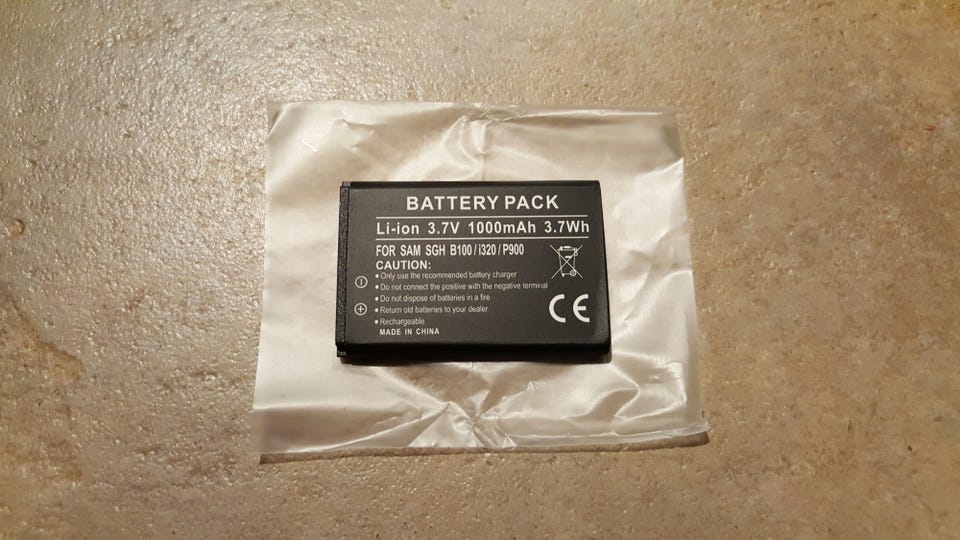 BATTERY PACK
Li-ion 3.7V 1000mAh 3.7Wh
FOR SAM SGH B100 / i320 / P900
CAUTION:
• Only use the recommended battery charger
• Do not connect the positive with the negative terminal
• Do not dispose of batteries in a fire
• Return old batteries to your dealer
• Rechargeable
MADE IN CHINA
CE